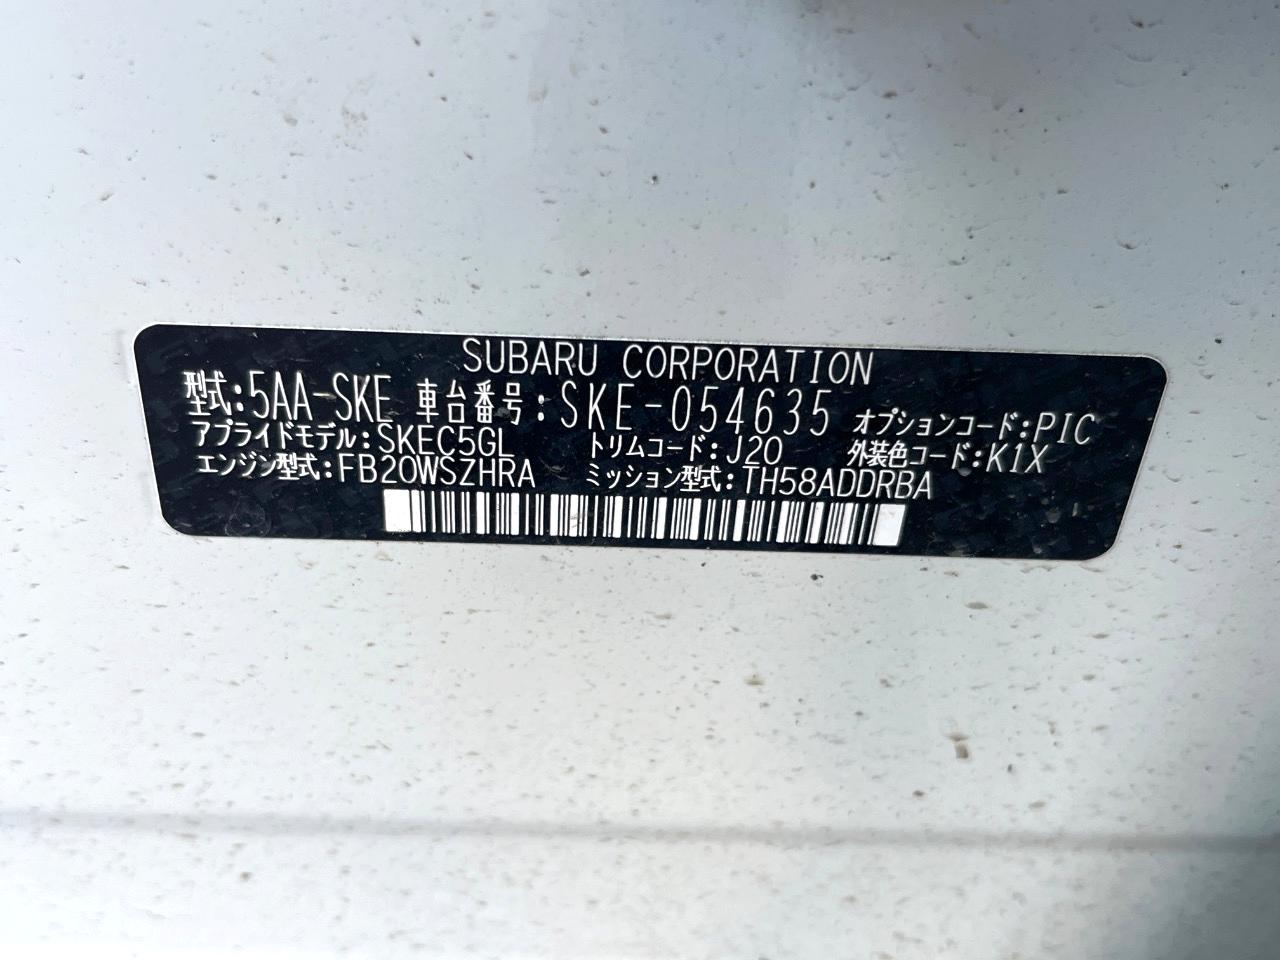 SUBARU CORPORATION
型式:5AA-SKE 車台番号:SKE-054635 オプションコード:PIC
アプライドモデル:SKEC5GL トリムコード:J20 外装色コード:K1X
エンジン型式:FB20WSZHRA ミッション型式:TH58ADDRBA